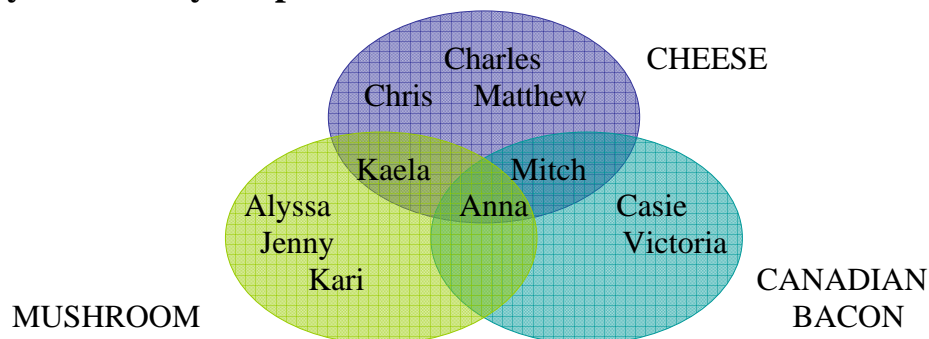 Charles
CHEESE
Chris Matthew
Kaela Mitch
Alyssa Anna Casie
Jenny Victoria
Kari
CANADIAN
MUSHROOM BACON